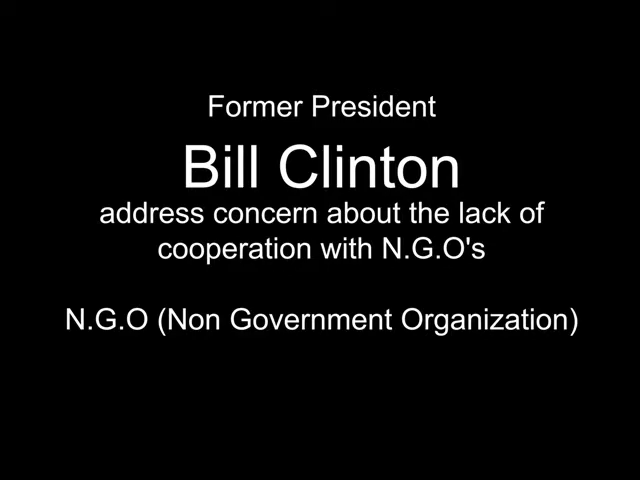 Former President
Bill Clinton
address concern about the lack of
cooperation with N.G.O's
N.G.O (Non Government Organization)